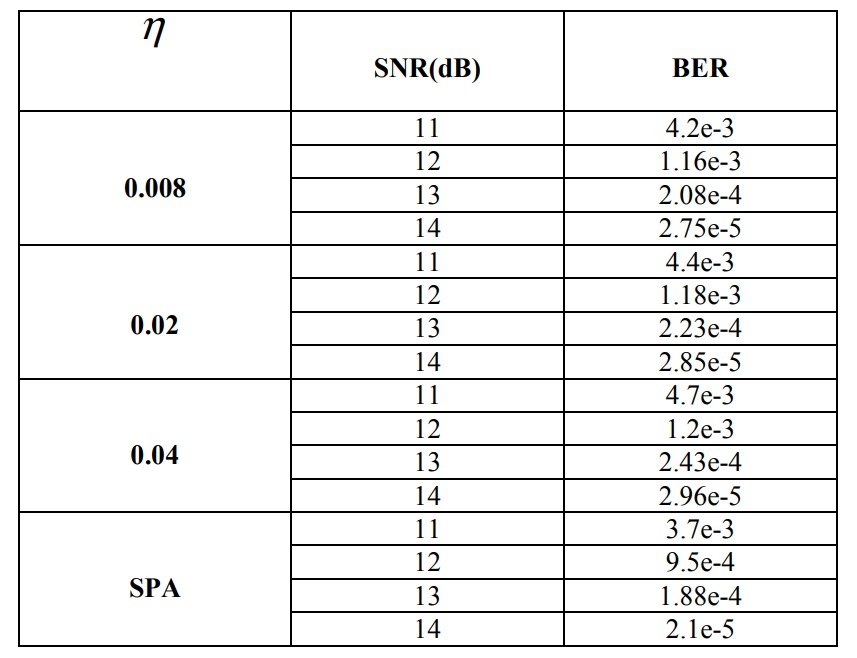 η SNR(dB) BER
0.008 11 4.2e-3
12 1.16e-3
13 2.08e-4
14 2.75e-5
0.02 11 4.4e-3
12 1.18e-3
13 2.23e-4
14 2.85e-5
0.04 11 4.7e-3
12 1.2e-3
13 2.43e-4
14 2.96e-5
SPA 11 3.7e-3
12 9.5e-4
13 1.88e-4
14 2.1e-5